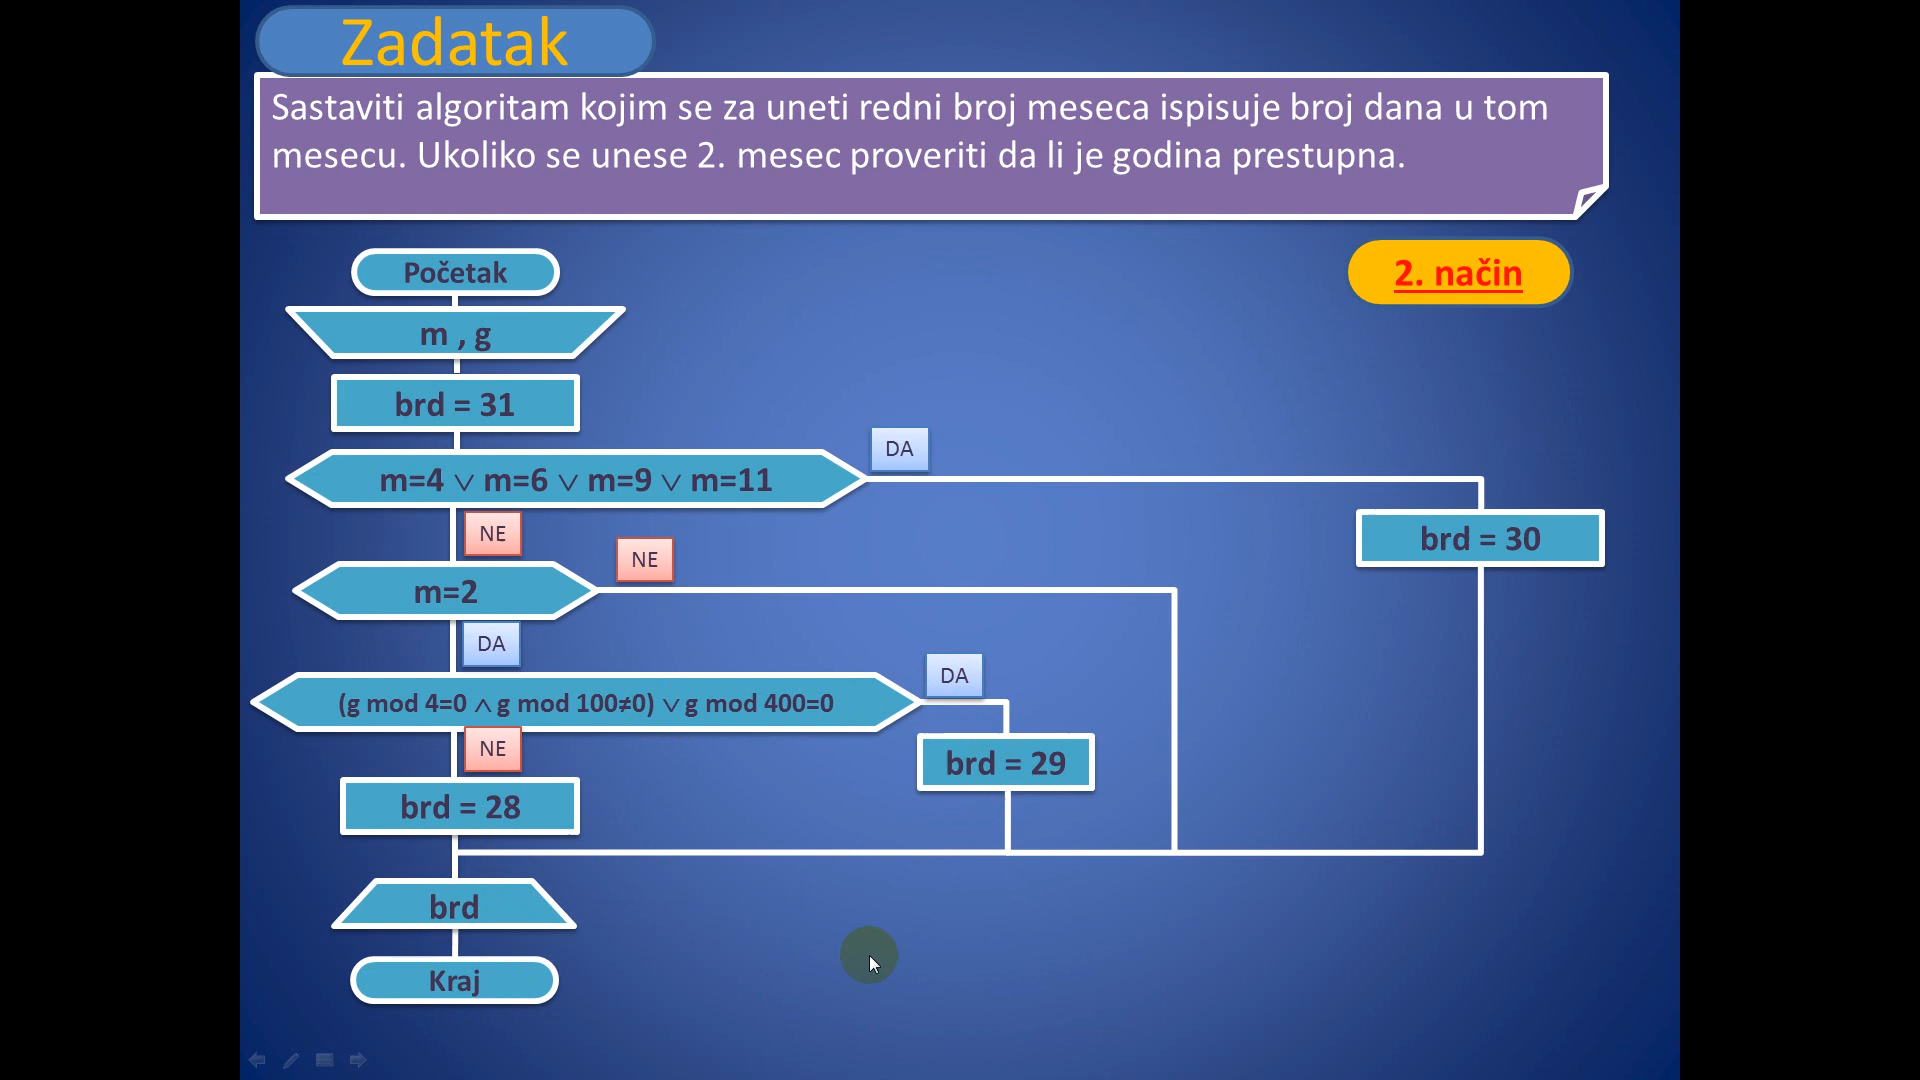 Zadatak
Sastaviti algoritam kojim se za uneti redni broj meseca ispisuje broj dana u tom
mesecu. Ukoliko se unese 2. mesec proveriti da li je godina prestupna.
2. način
Početak
m , g
brd = 31
m=4 ∨ m=6 ∨ m=9 ∨ m=11
DA
NE
brd = 30
m=2
NE
DA
(g mod 4=0 ∧ g mod 100≠0) ∨ g mod 400=0
DA
NE
brd = 29
brd = 28
brd
Kraj